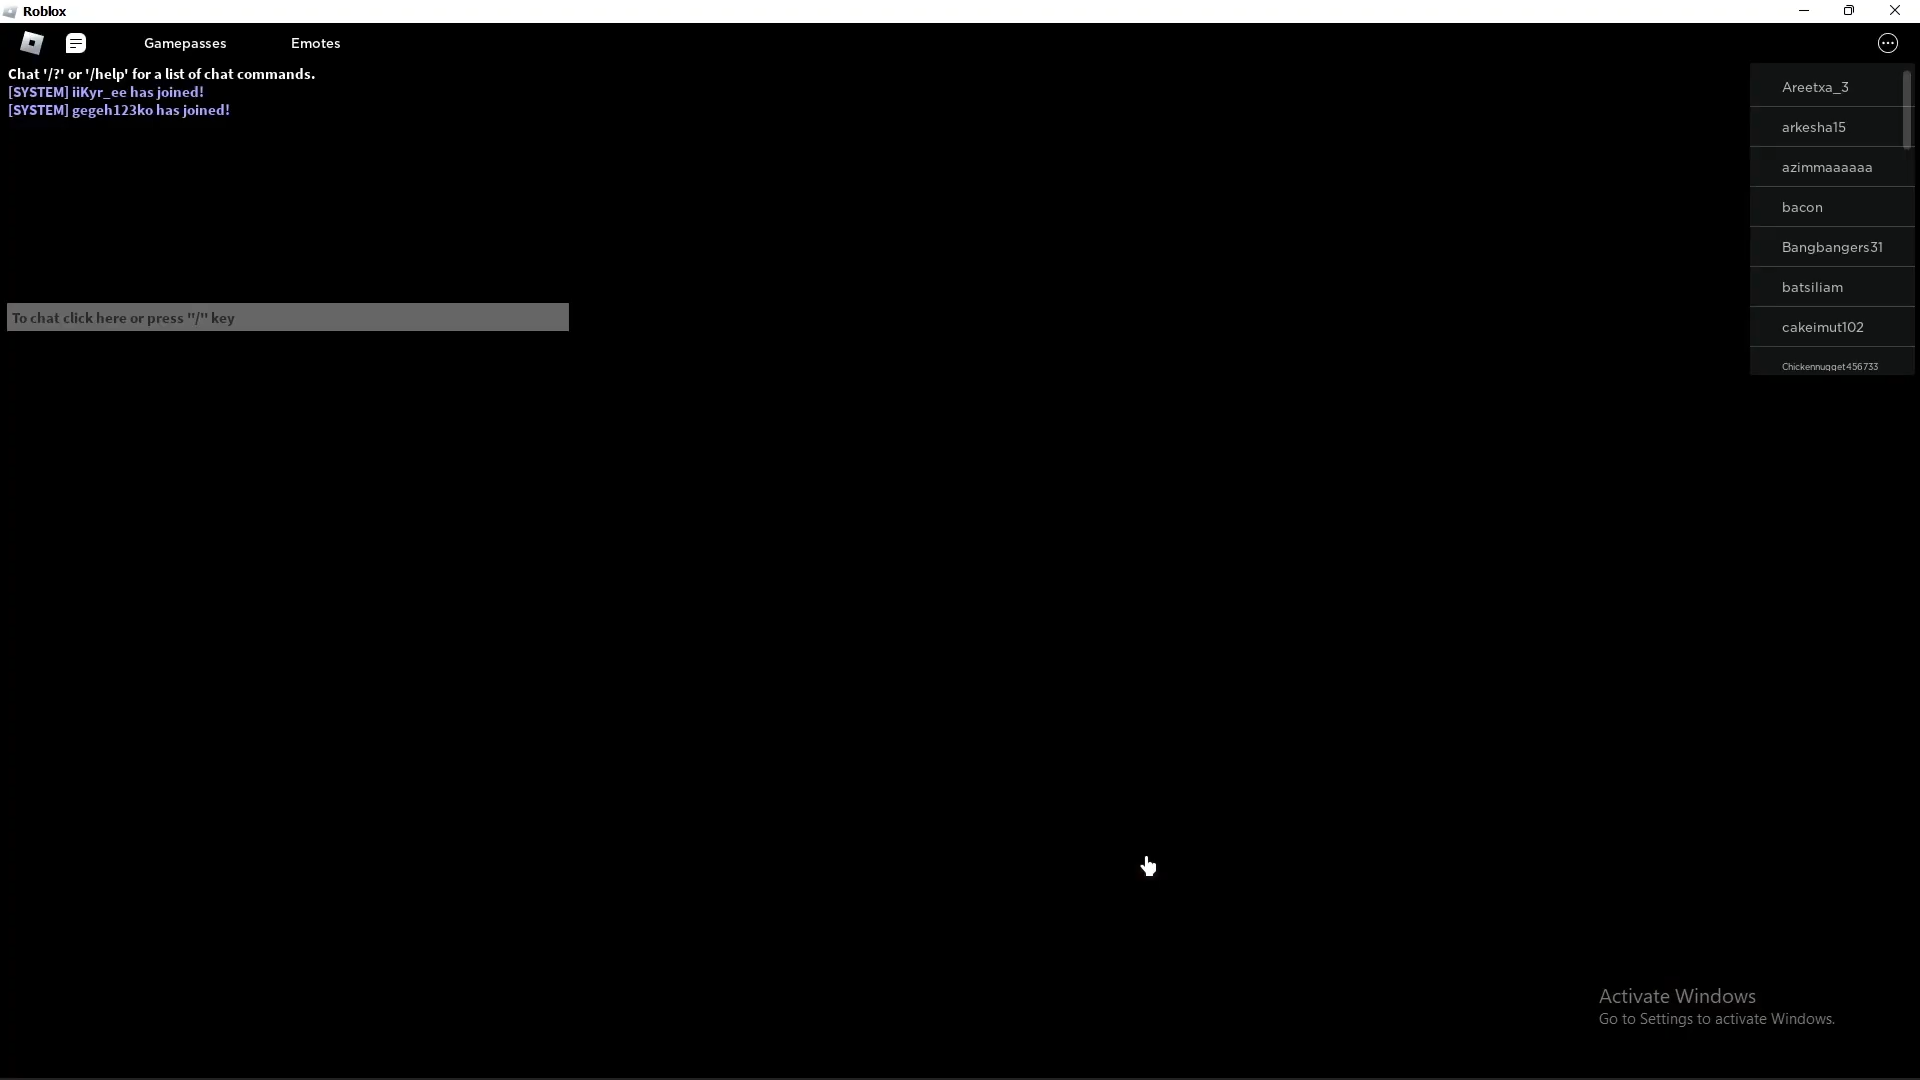 Roblox
Gamepasses Emotes
Chat '/?' or '/help' for a list of chat commands.
[SYSTEM] iiKyr_ee has joined!
[SYSTEM] gegeh123ko has joined!
To chat click here or press "/" key
Areetxa_3
arkesha15
azimmaaaaaa
bacon
Bangbangers31
batsiliam
cakeimut102
Chickennugget456733
Activate Windows
Go to Settings to activate Windows.